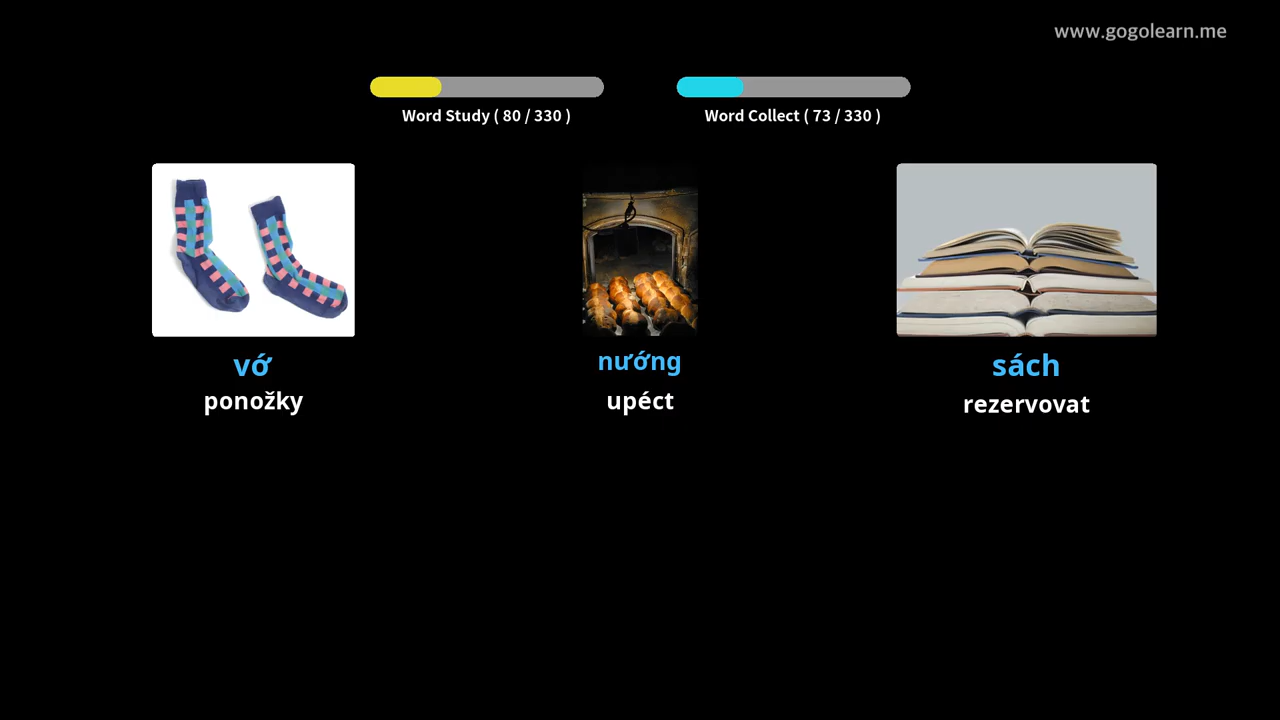 www.gogolearn.me
Word Study ( 80 / 330 )
Word Collect ( 73 / 330 )
vớ
nướng
sách
ponožky
upéct
rezervovat